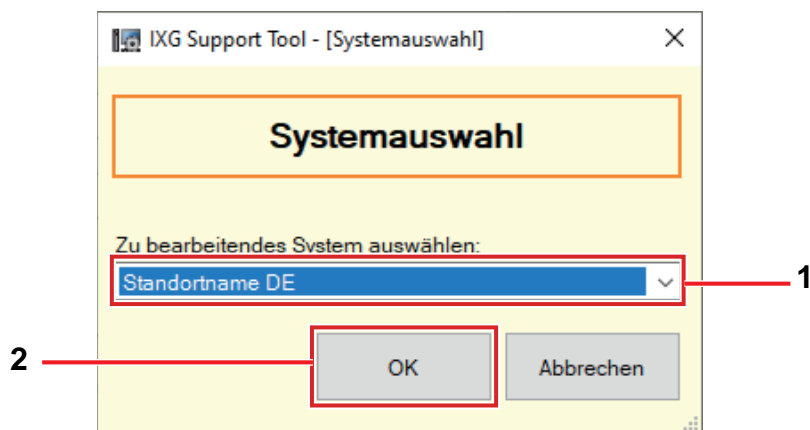 IXG Support Tool - [Systemauswahl]
Systemauswahl
Zu bearbeitendes System auswählen:
Standortname DE
1
2
OK
Abbrechen